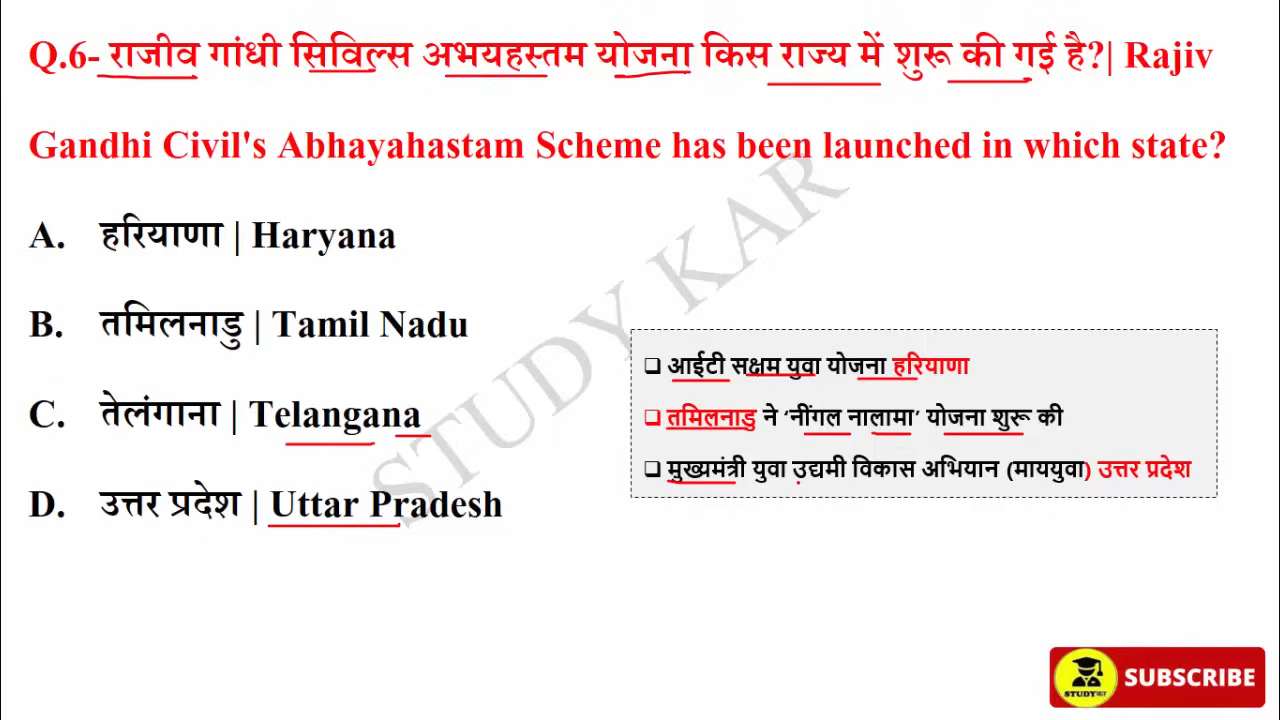 Q.6- राजीव गांधी सिविल्स अभयहस्तम योजना किस राज्य में शुरू की गई है?| Rajiv
Gandhi Civil's Abhayahastam Scheme has been launched in which state?
A. हरियाणा | Haryana
B. तमिलनाडु | Tamil Nadu
C. तेलंगाना | Telangana
D. उत्तर प्रदेश | Uttar Pradesh
❑ आईटी सक्षम युवा योजना हरियाणा
❑ तमिलनाडु ने ‘नींगल नालामा’ योजना शुरू की
❑ मुख्यमंत्री युवा उद्यमी विकास अभियान (माययुवा) उत्तर प्रदेश
STUDY KAR
STUDY कर
SUBSCRIBE